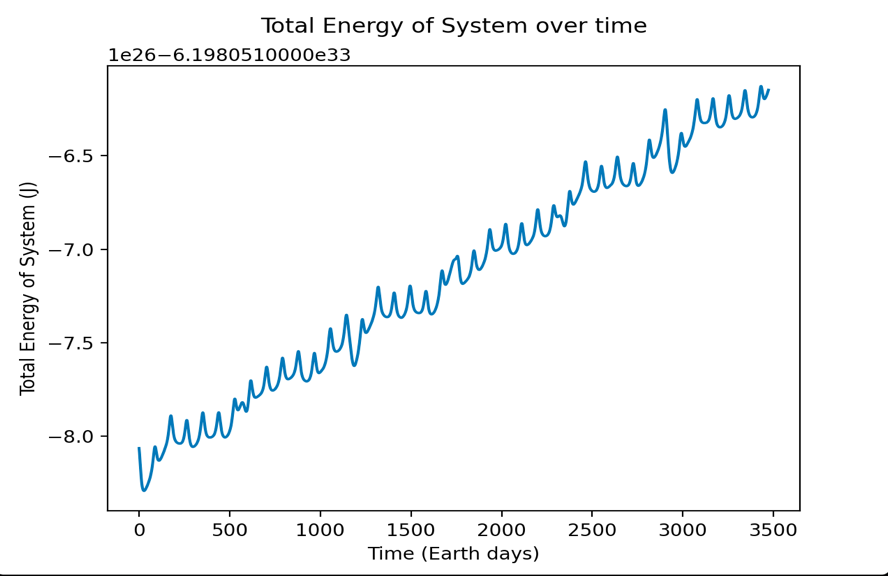 Total Energy of System over time
1e26−6.1980510000e33
Total Energy of System (J)
−6.5
−7.0
−7.5
−8.0
0 500 1000 1500 2000 2500 3000 3500
Time (Earth days)